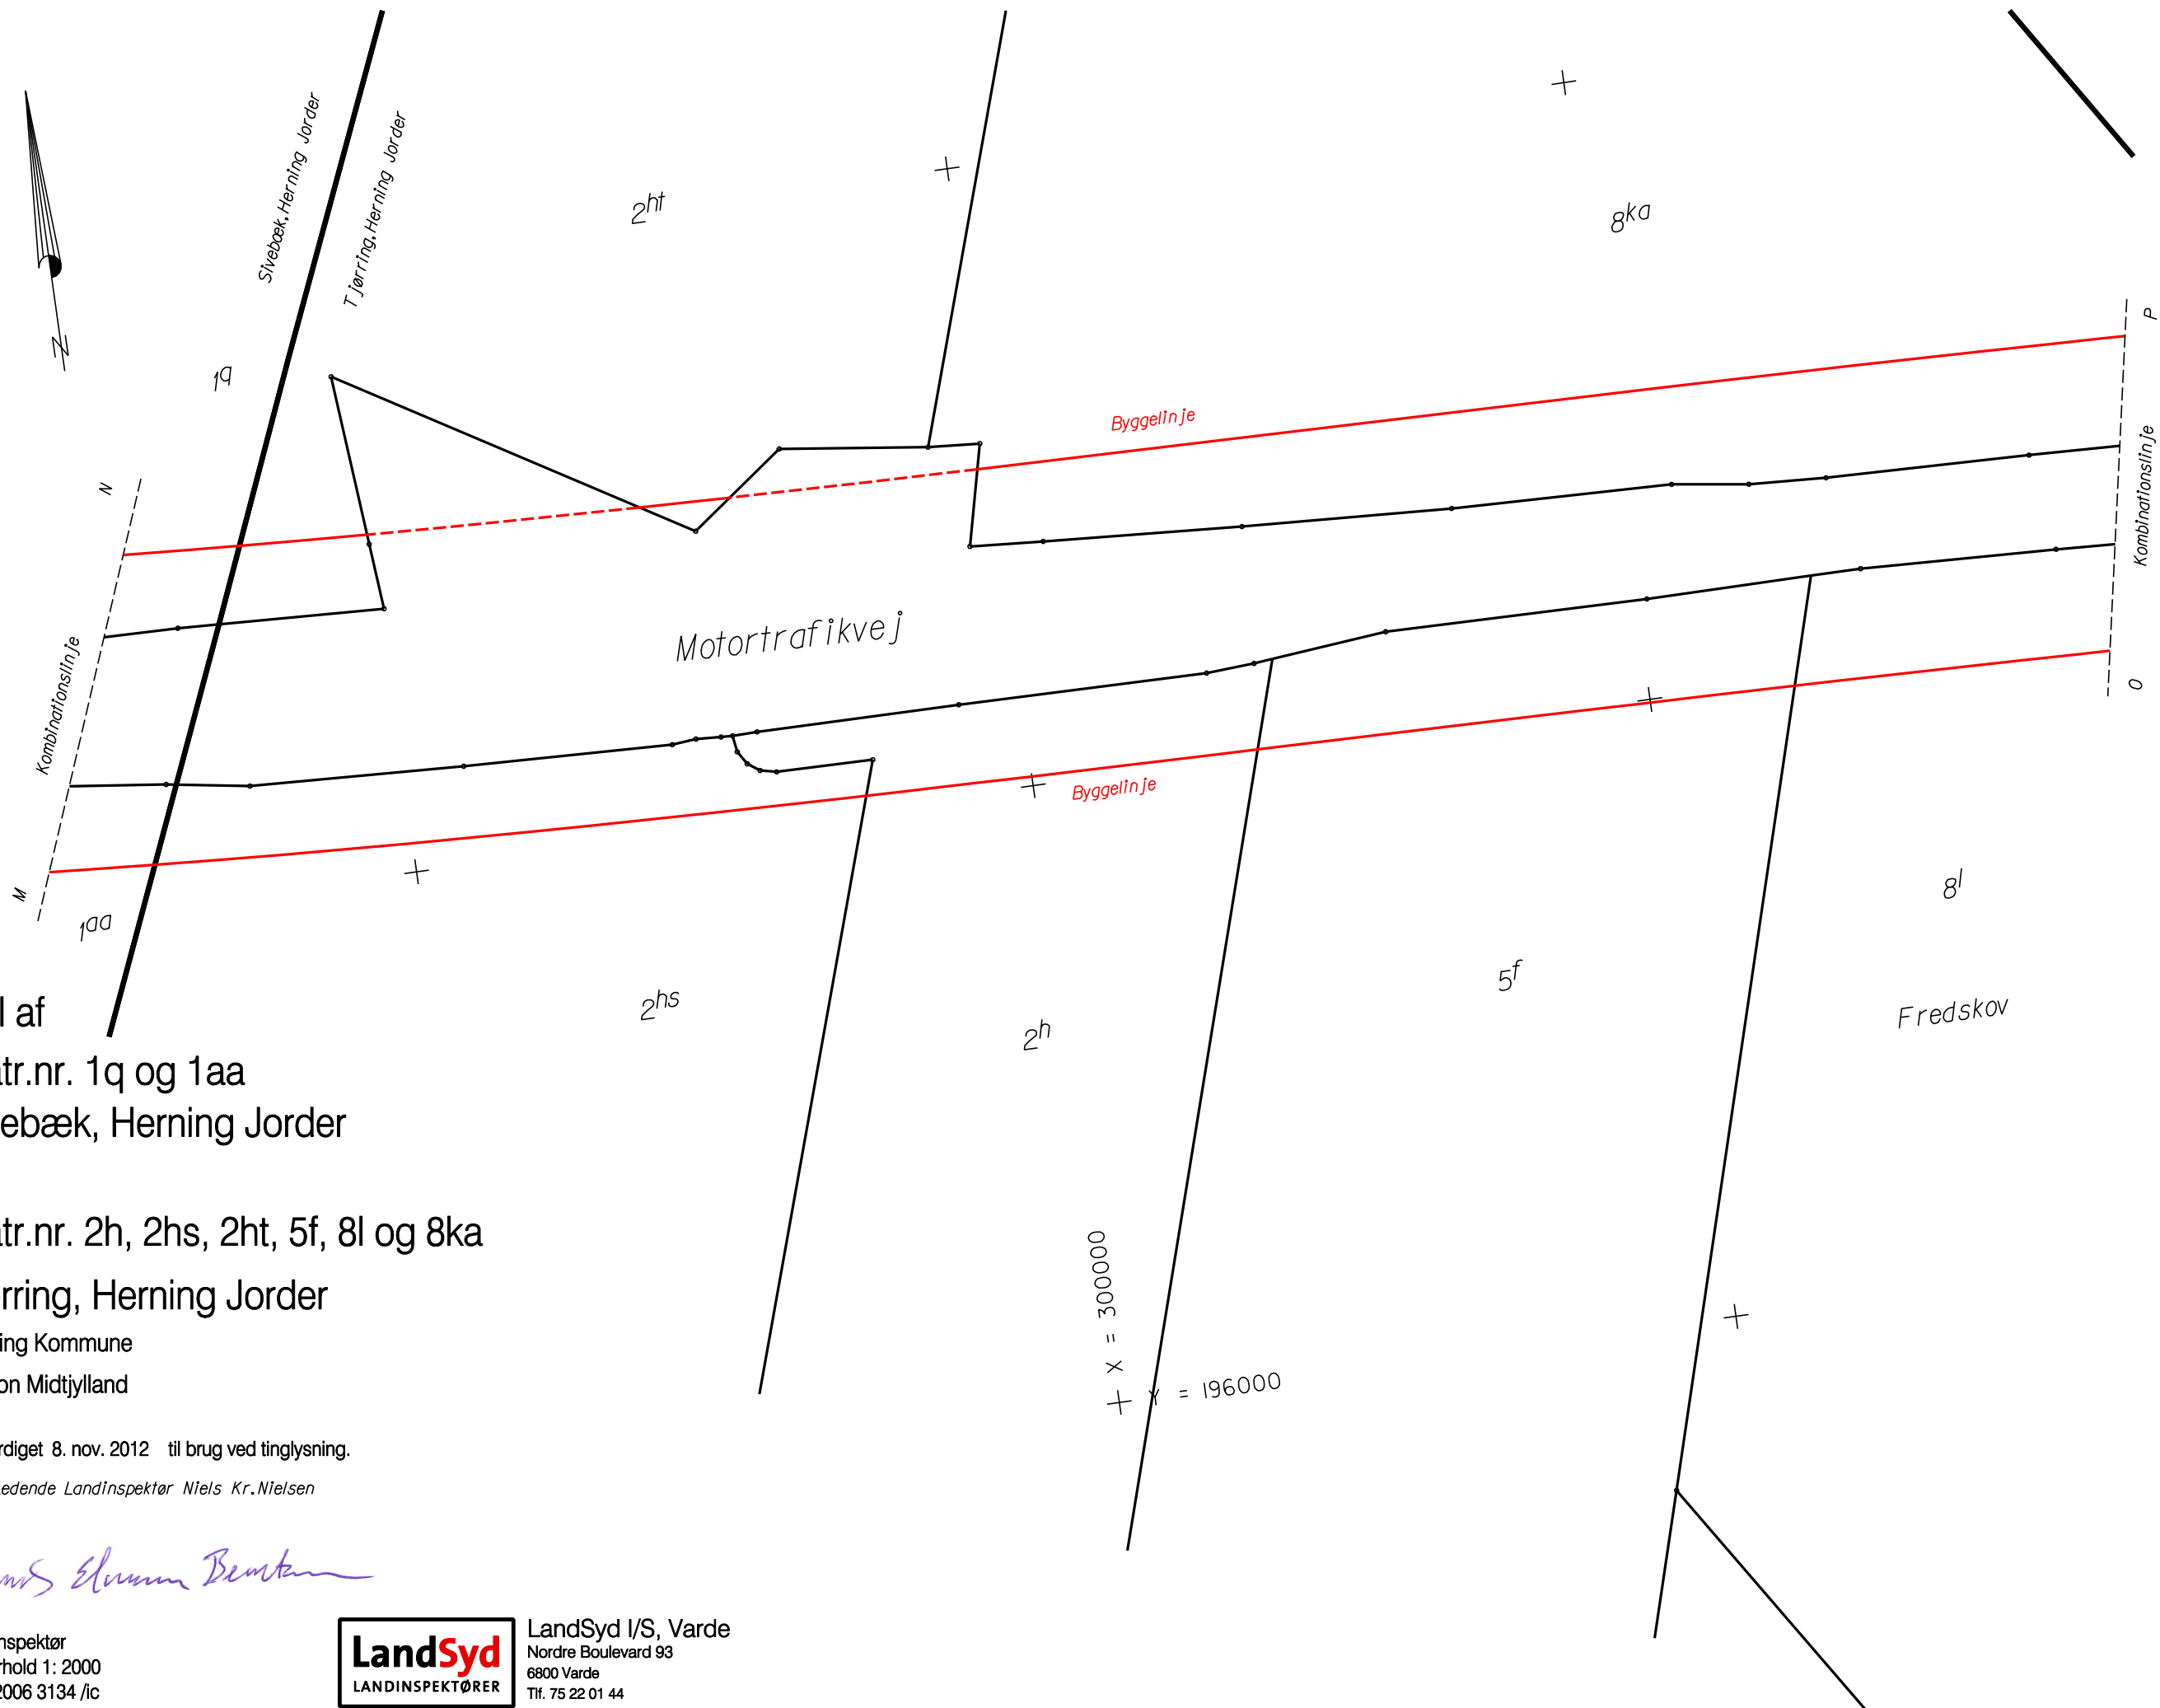 Sivebæk,Herning Jorder
Tjørring,Herning Jorder
2ht
8ka
N
1q
P
Byggelinje
N
Kombinationslinje
Kombinationslinje
Motortrafikvej
O
Byggelinje
M
1aa
8l
2hs
2h
5f
Fredskov
l af
tr.nr. 1q og 1aa
ebæk, Herning Jorder
tr.nr. 2h, 2hs, 2ht, 5f, 8l og 8ka
rring, Herning Jorder
ing Kommune
on Midtjylland
X = 300000
Y = 196000
rdiget 8. nov. 2012 til brug ved tinglysning.
Ledende Landinspektør Niels Kr.Nielsen
nspektør
rhold 1: 2000
2006 3134 /ic
LandSyd
LANDINSPEKTØRER
LandSyd I/S, Varde
Nordre Boulevard 93
6800 Varde
Tlf. 75 22 01 44